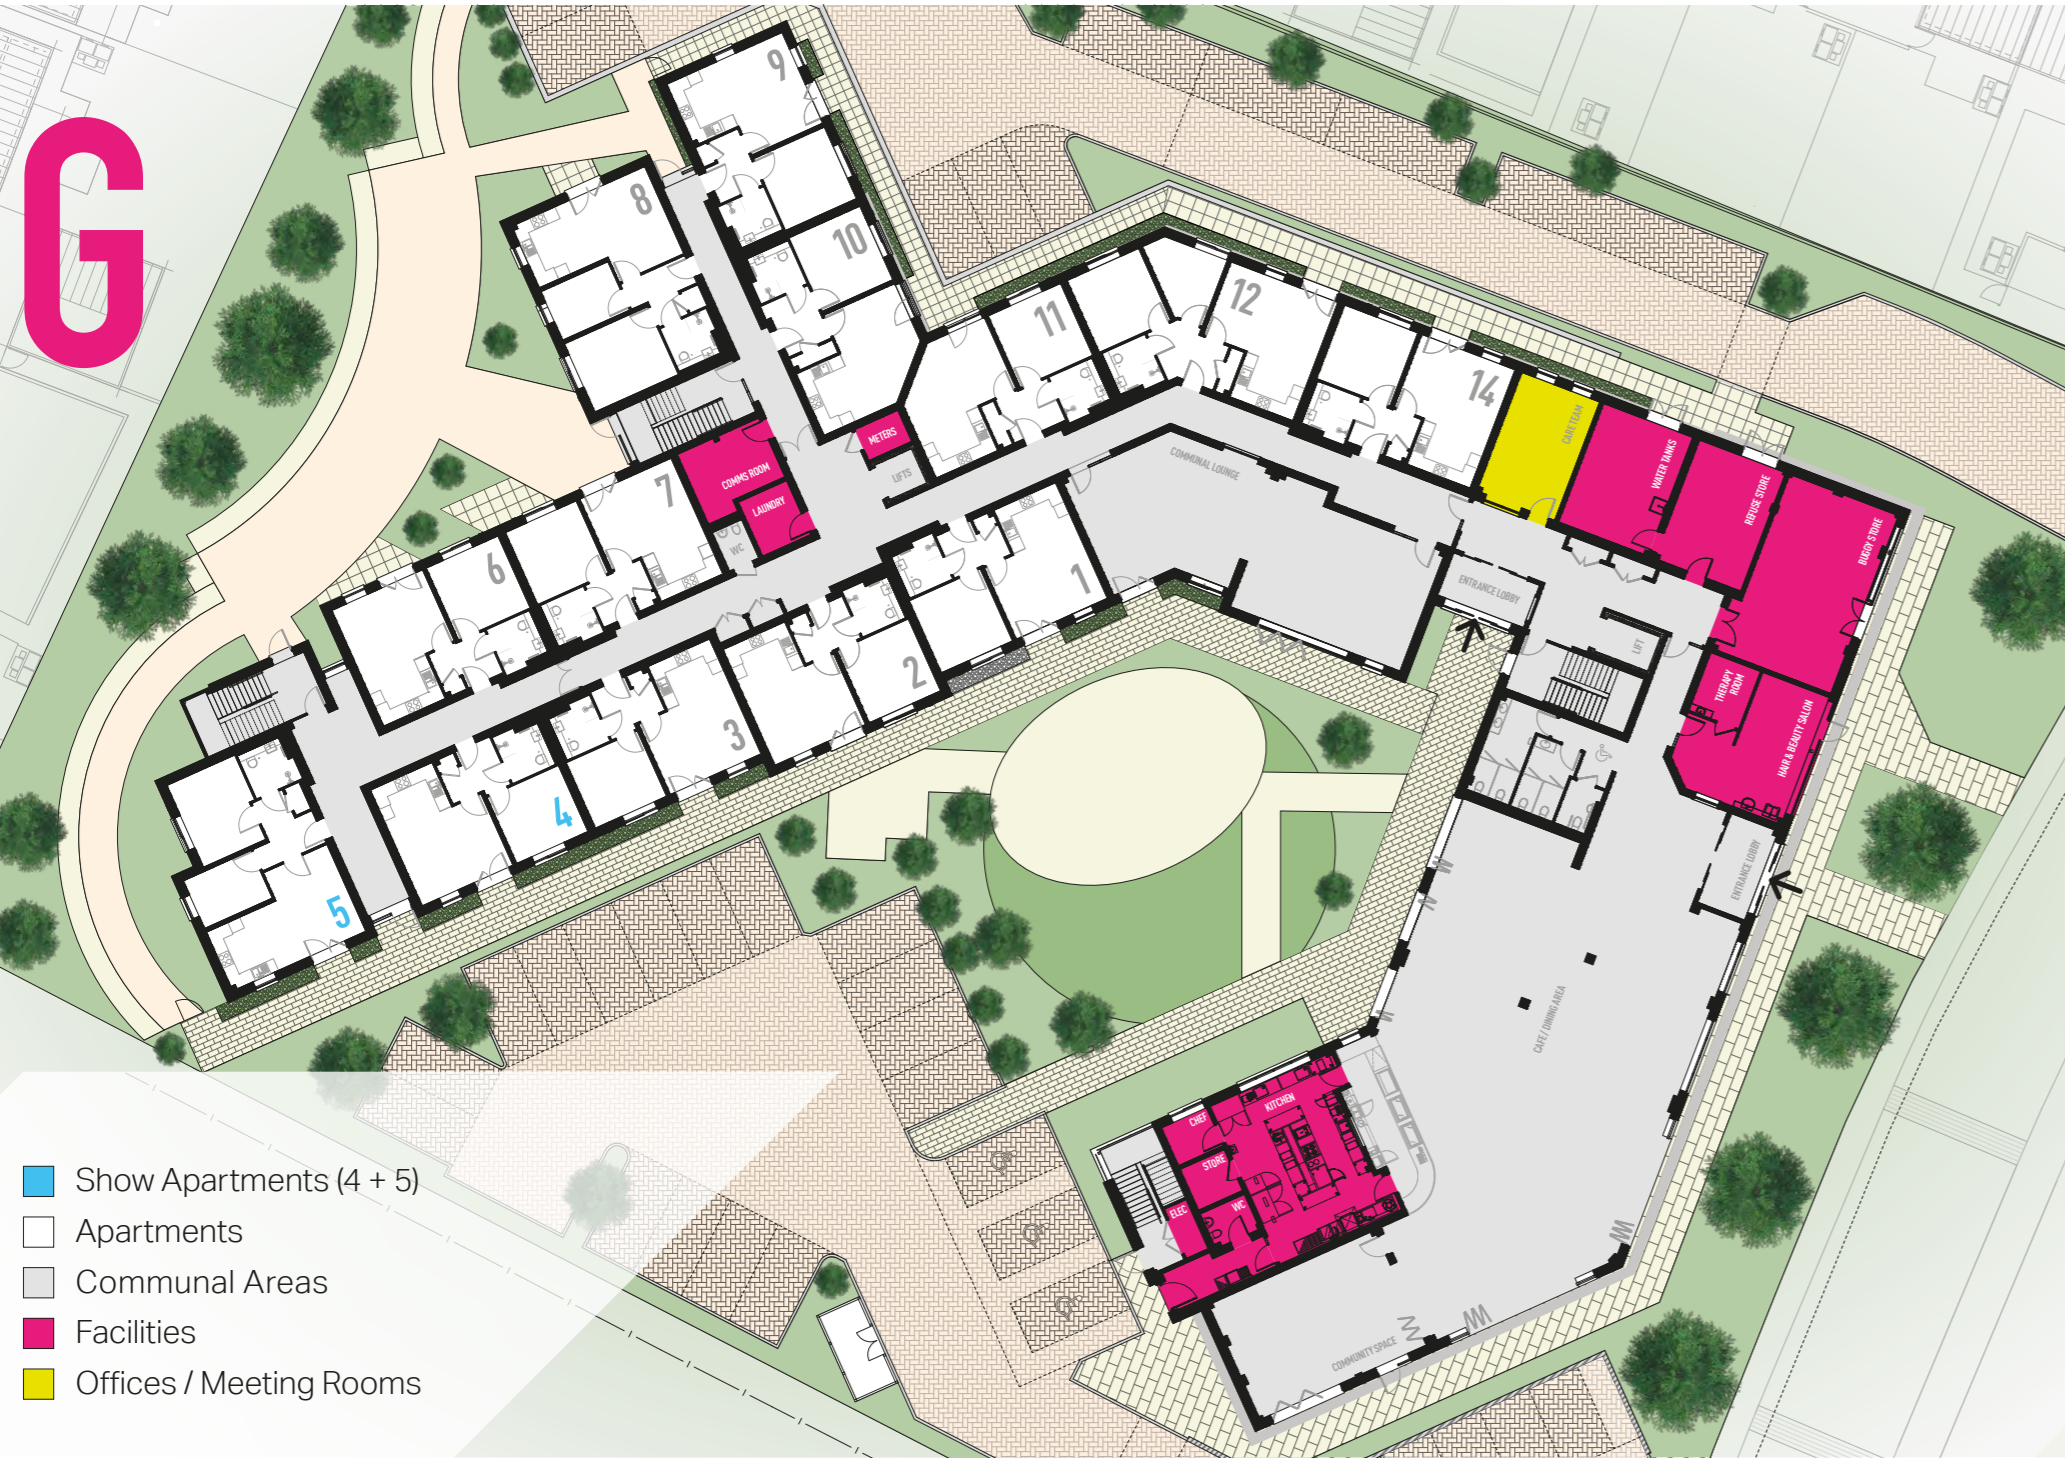 G
9
8
10
11
12
14
CARE TEAM
WATER TANKS
REFUSE STORE
BUGGY STORE
METERS
LIFTS
COMMS ROOM
LAUNDRY
WC
7
6
COMMUNAL LOUNGE
ENTRANCE LOBBY
LIFT
THERAPY
ROOM
HAIR & BEAUTY SALON
ENTRANCE LOBBY
1
2
3
4
5
CAFE / DINING AREA
KITCHEN
CHEF
STORE
WC
ELEC
COMMUNITY SPACE
Show Apartments (4 + 5)
Apartments
Communal Areas
Facilities
Offices / Meeting Rooms